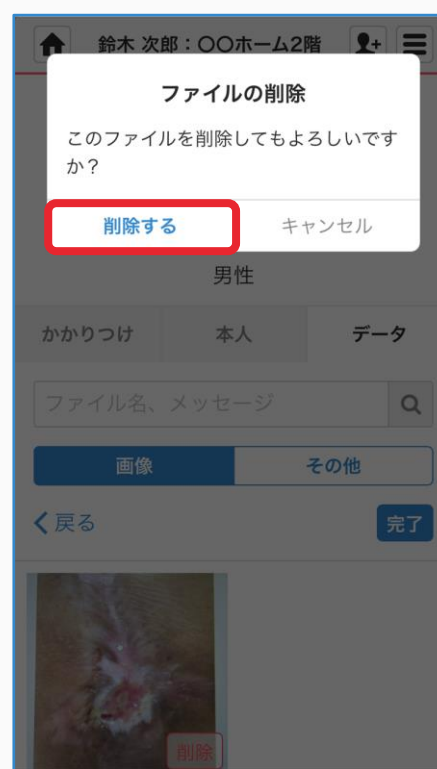 鈴木 次郎：〇〇ホーム2階
ファイルの削除
このファイルを削除してもよろしいです
か？
削除する
キャンセル
男性
かかりつけ
本人
データ
ファイル名、メッセージ
画像
その他
戻る
完了
削除